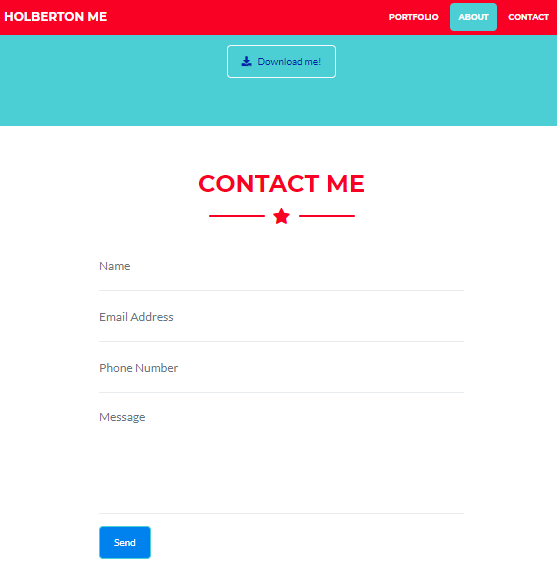 HOLBERTON ME
PORTFOLIO
ABOUT
CONTACT
Download me!
CONTACT ME
Name
Email Address
Phone Number
Message
Send